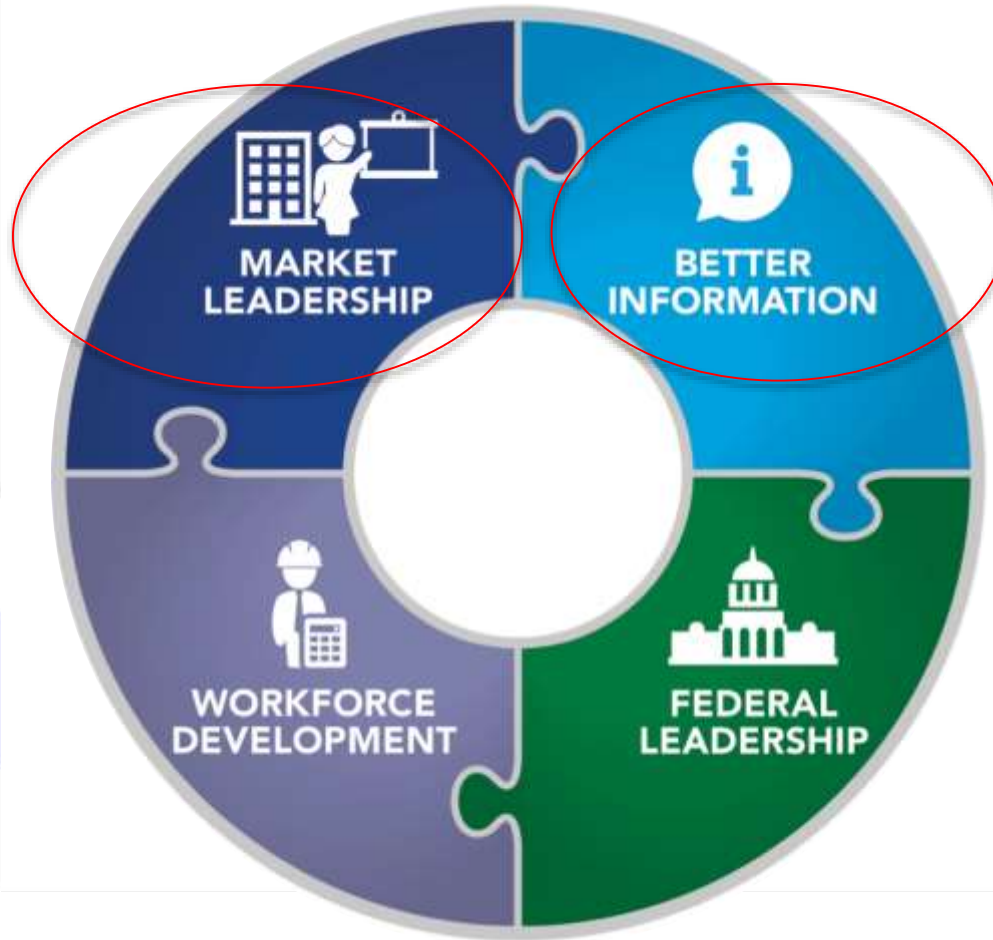 MARKET
LEADERSHIP
i
BETTER
INFORMATION
WORKFORCE
DEVELOPMENT
FEDERAL
LEADERSHIP